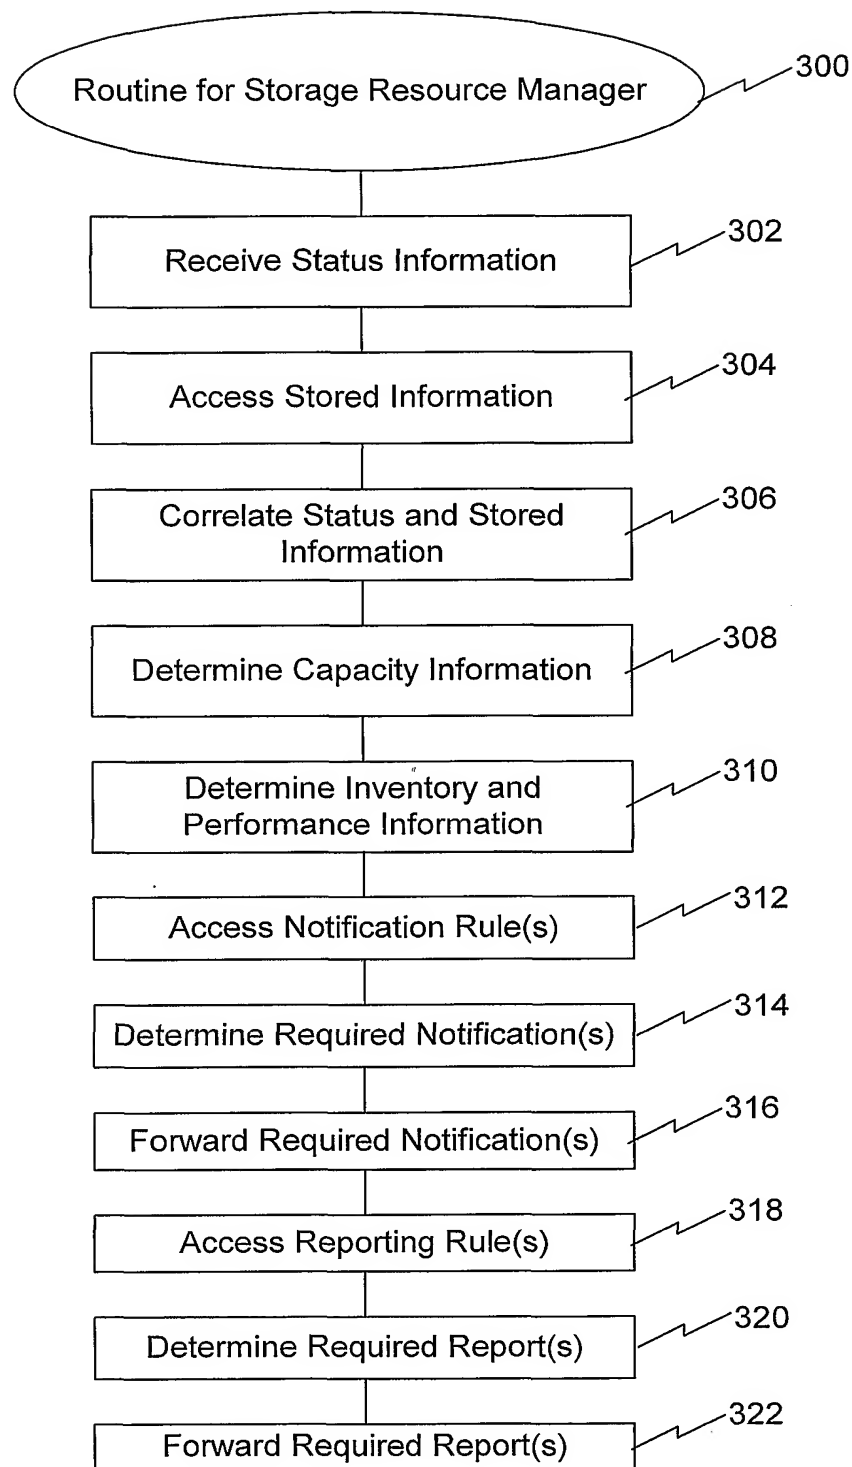 Routine for Storage Resource Manager
300
Receive Status Information
302
Access Stored Information
304
Correlate Status and Stored
Information
306
Determine Capacity Information
308
Determine Inventory and
Performance Information
310
Access Notification Rule(s)
312
Determine Required Notification(s)
314
Forward Required Notification(s)
316
Access Reporting Rule(s)
318
Determine Required Report(s)
320
Forward Required Report(s)
322